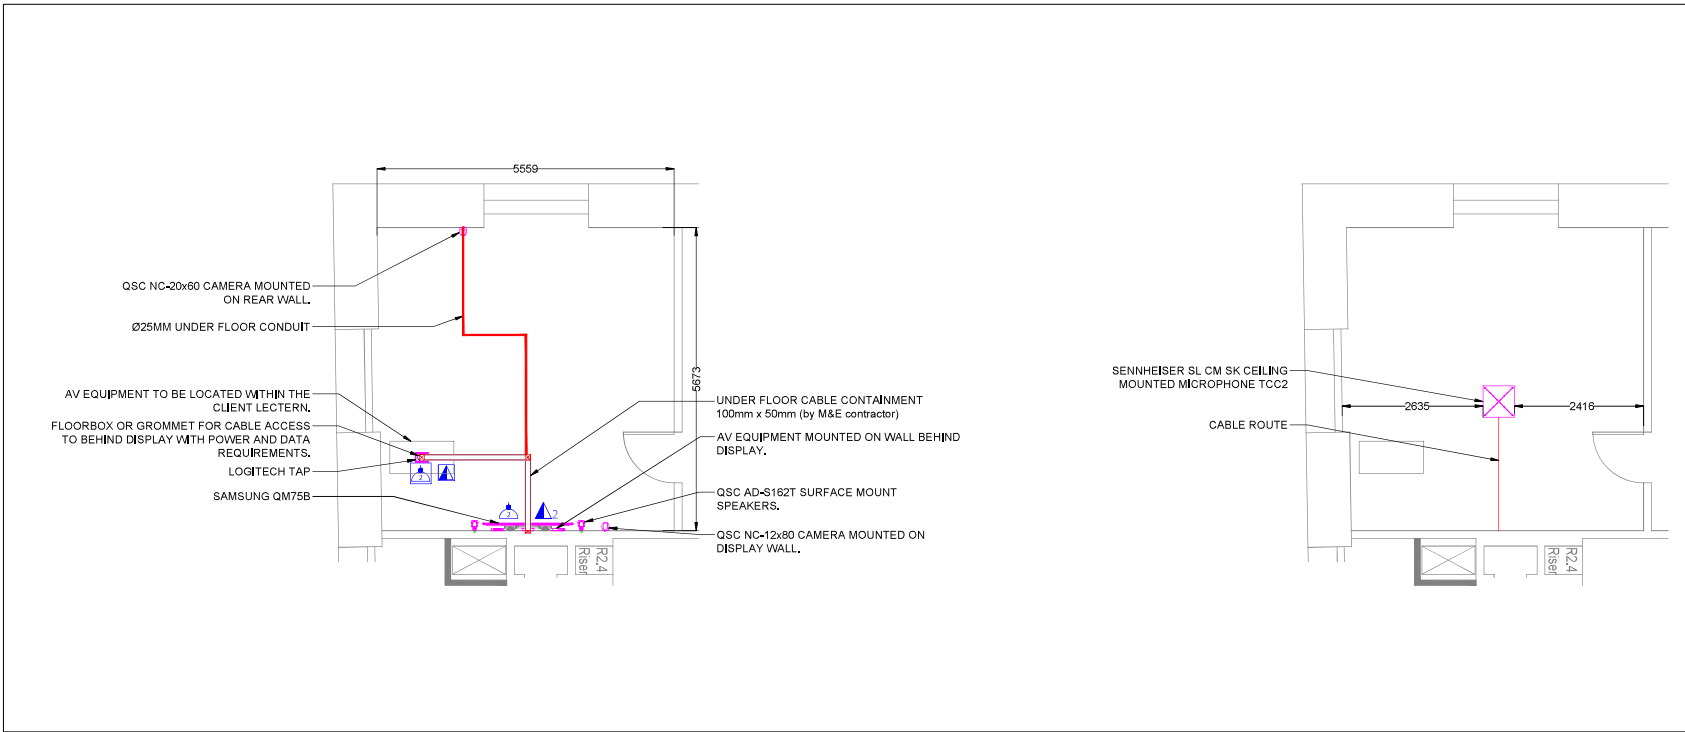 5559
QSC NC-20x60 CAMERA MOUNTED
ON REAR WALL.
Ø25MM UNDER FLOOR CONDUIT
5673
AV EQUIPMENT TO BE LOCATED WITHIN THE
CLIENT LECTERN.
FLOORBOX OR GROMMET FOR CABLE ACCESS
TO BEHIND DISPLAY WITH POWER AND DATA
REQUIREMENTS.
LOGITECH TAP
SAMSUNG QM75B
2
2
2
UNDER FLOOR CABLE CONTAINMENT
100mm x 50mm (by M&E contractor)
AV EQUIPMENT MOUNTED ON WALL BEHIND
DISPLAY.
QSC AD-S162T SURFACE MOUNT
SPEAKERS.
QSC NC-12x80 CAMERA MOUNTED ON
DISPLAY WALL.
R2.4
Riser
SENNHEISER SL CM SK CEILING
MOUNTED MICROPHONE TCC2
2635
2416
CABLE ROUTE
R2.4
Riser